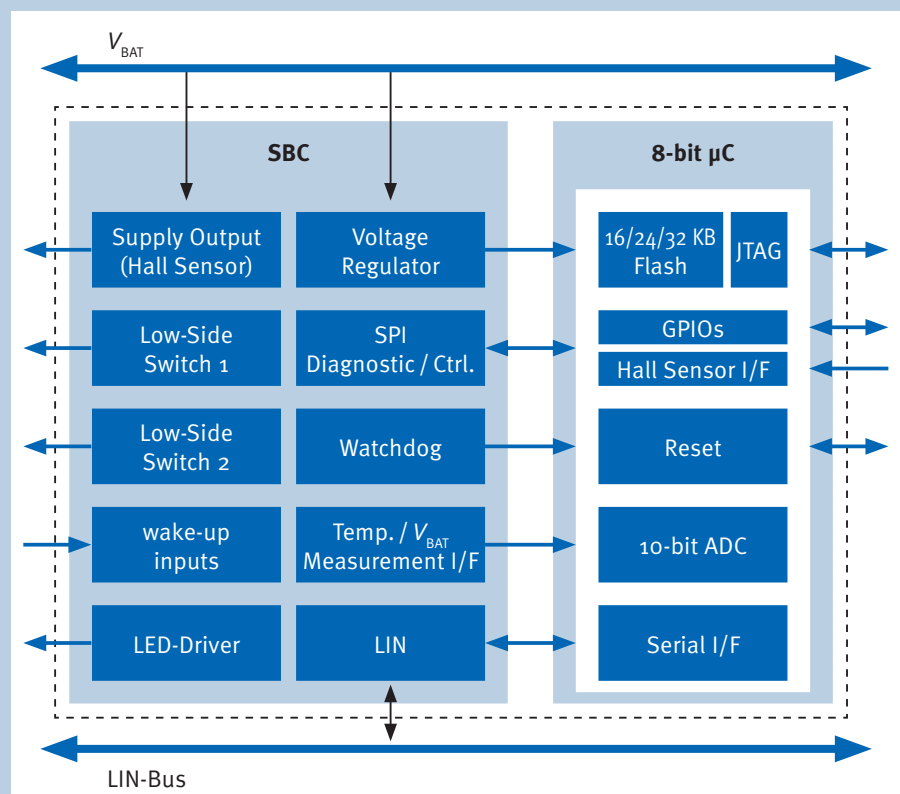 VBAT
SBC
8-bit µC
Supply Output
(Hall Sensor)
Voltage
Regulator
16/24/32 KB
Flash
JTAG
Low-Side
Switch 1
SPI
Diagnostic / Ctrl.
GPIOs
Hall Sensor I/F
Low-Side
Switch 2
Watchdog
Reset
wake-up
inputs
Temp. / VBAT
Measurement I/F
10-bit ADC
LED-Driver
LIN
Serial I/F
LIN-Bus